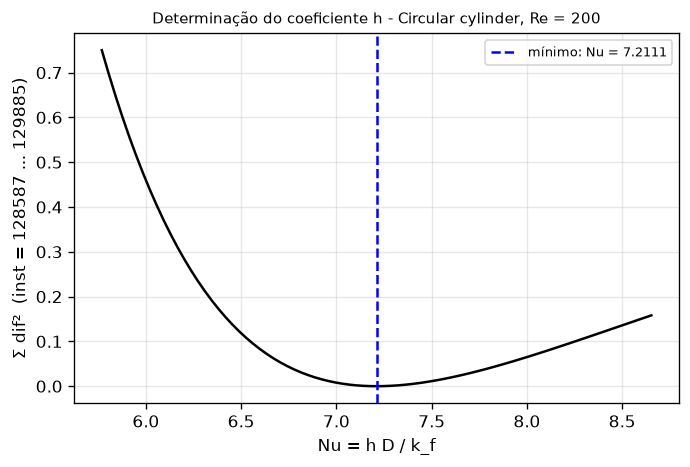 Determinação do coeficiente h - Circular cylinder, Re = 200
mínimo: Nu = 7.2111
Σ dif² (inst = 128587 ... 129885)
0.7
0.6
0.5
0.4
0.3
0.2
0.1
0.0
6.0 6.5 7.0 7.5 8.0 8.5
Nu = h D / k_f